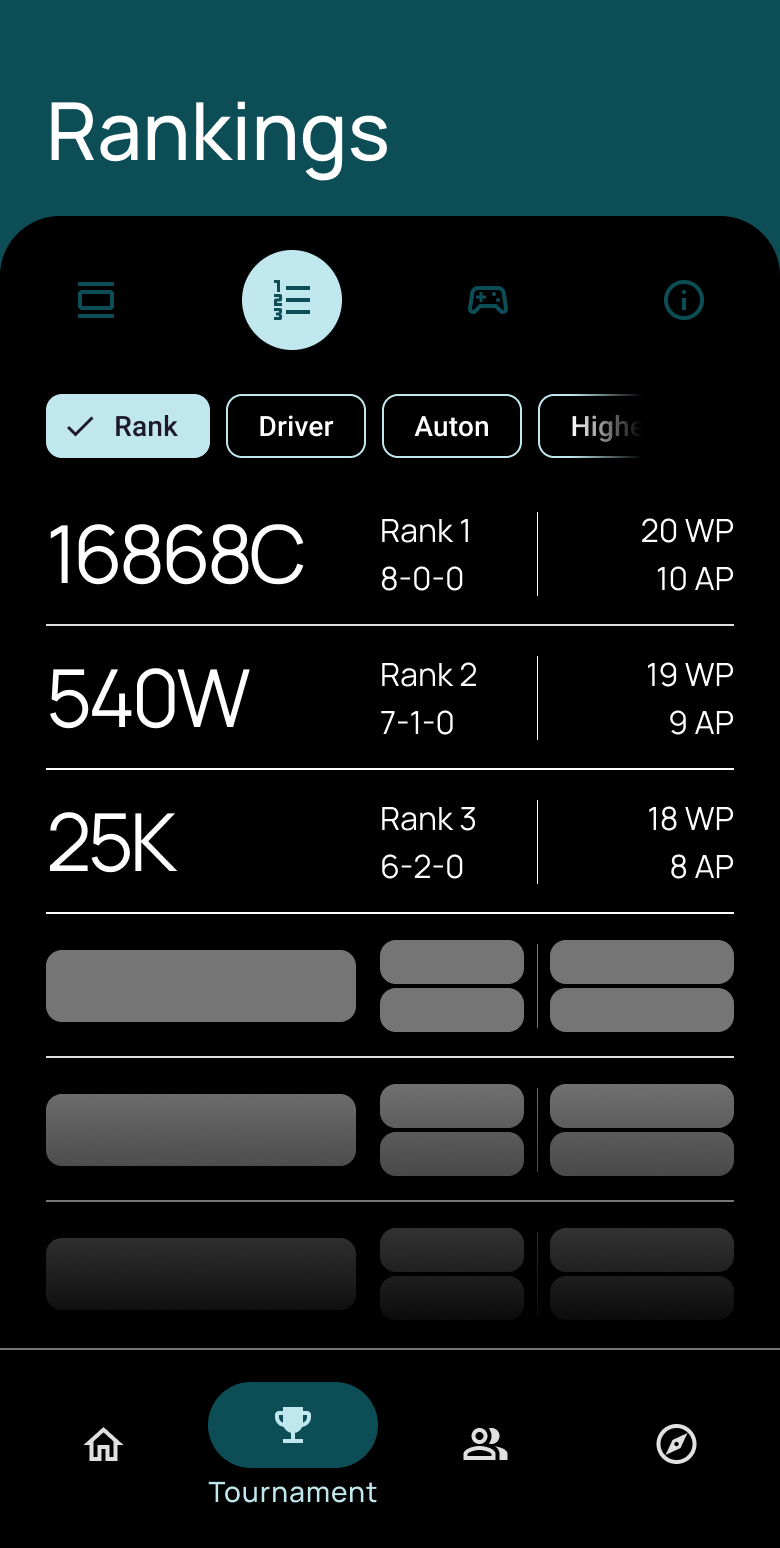 Rankings
Rank
Driver
Auton
Highe
16868C
Rank 1
8-0-0
20 WP
10 AP
540W
Rank 2
7-1-0
19 WP
9 AP
25K
Rank 3
6-2-0
18 WP
8 AP
Tournament